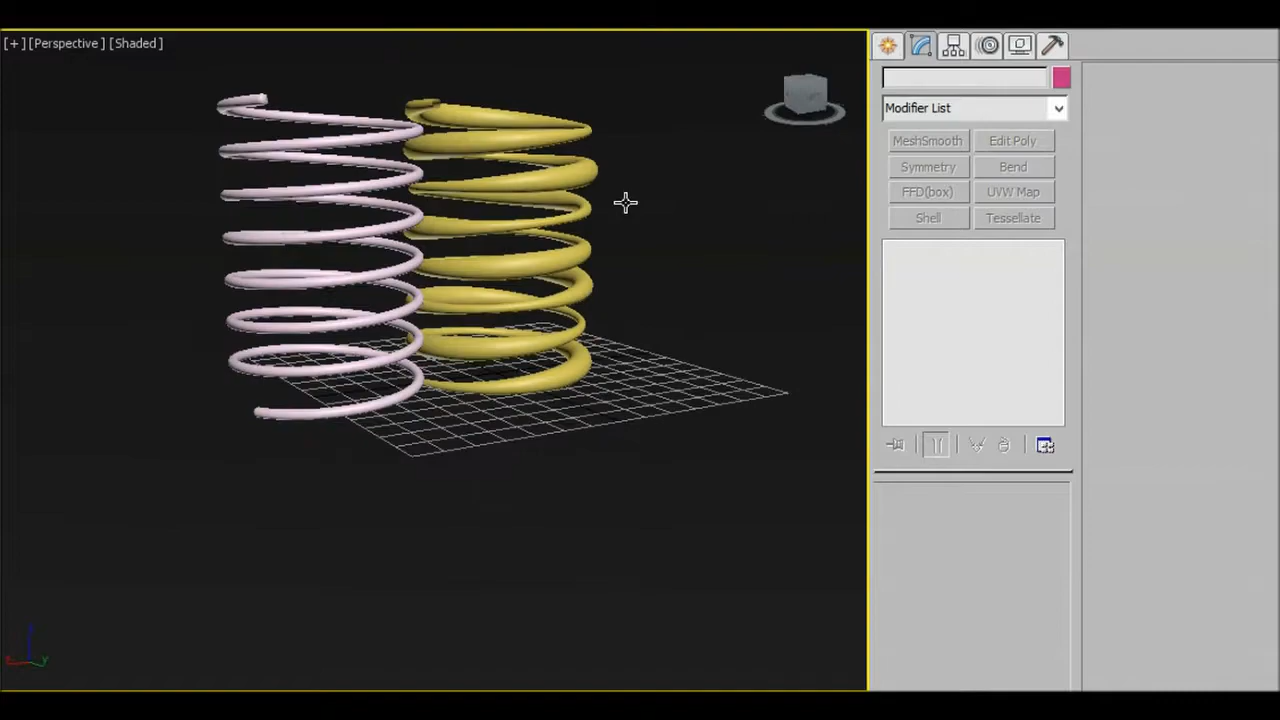 [+] [Perspective] [Shaded]
Modifier List
MeshSmooth Edit Poly
Symmetry Bend
FFD(box) UVW Map
Shell Tessellate